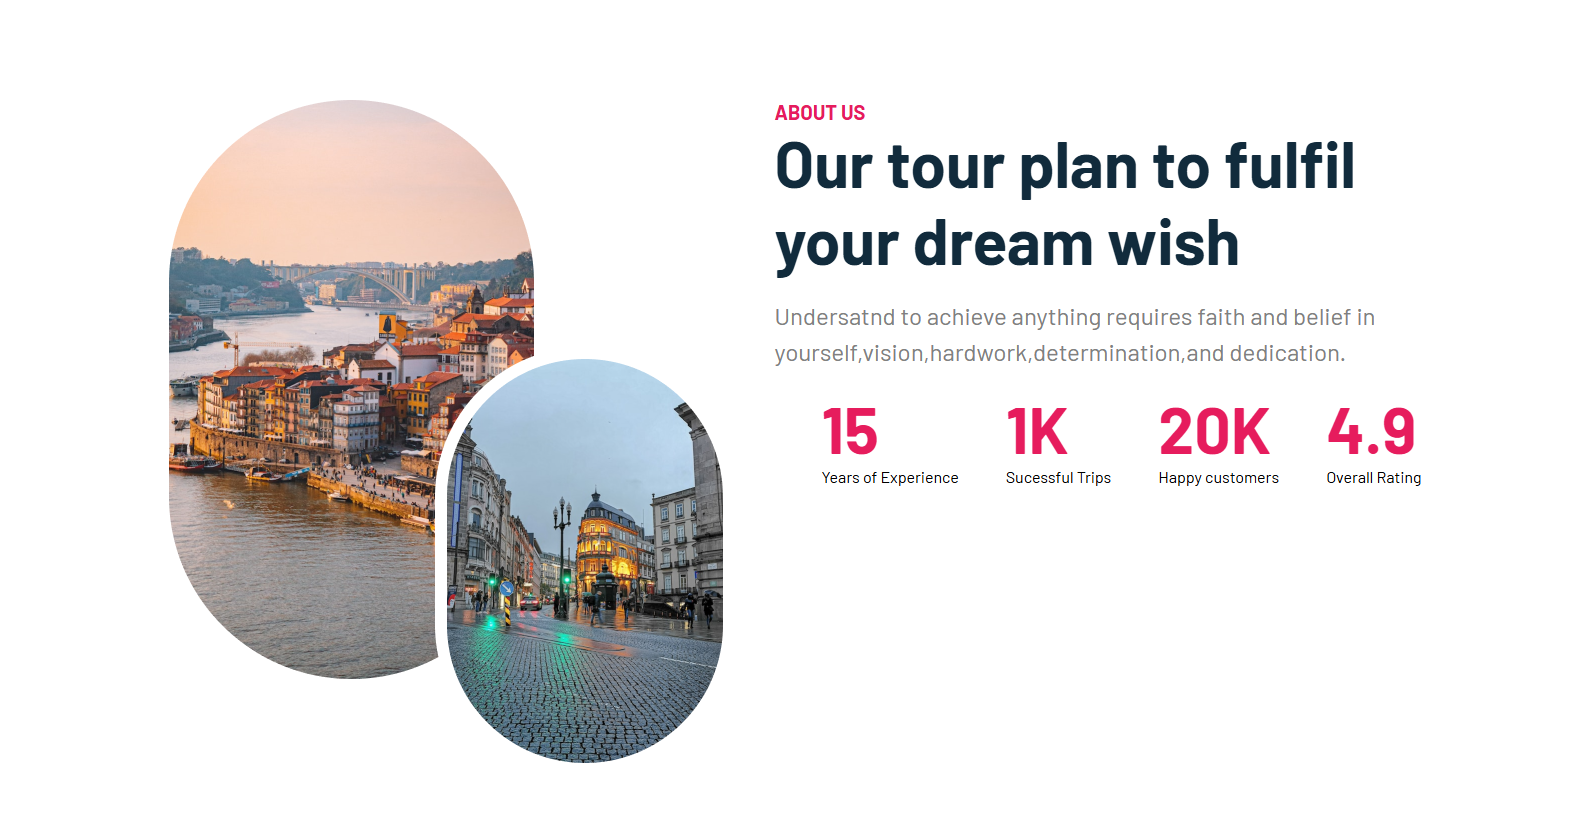 ABOUT US
Our tour plan to fulfil
your dream wish
Undersatnd to achieve anything requires faith and belief in
yourself,vision,hardwork,determination,and dedication.
15 1K 20K 4.9
Years of Experience Sucessful Trips Happy customers Overall Rating